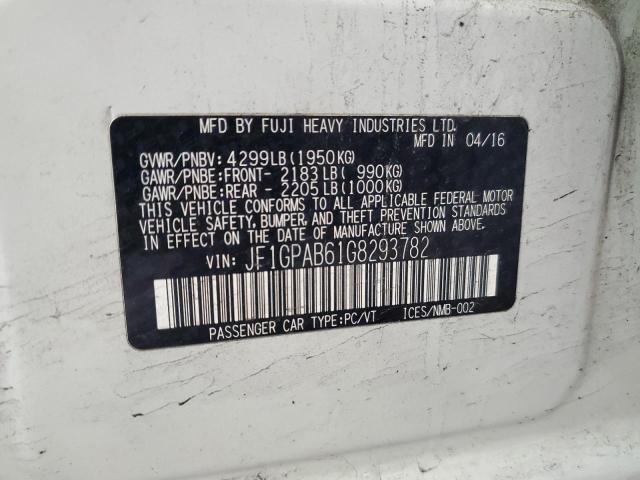 MFD BY FUJI HEAVY INDUSTRIES LTD.
MFD IN 04/16
GVWR/PNBV: 4299LB(1950KG)
GAWR/PNBE:FRONT- 2183LB( 990KG)
GAWR/PNBE:REAR - 2205LB(1000KG)
THIS VEHICLE CONFORMS TO ALL APPLICABLE FEDERAL MOTOR
VEHICLE SAFETY, BUMPER, AND THEFT PREVENTION STANDARDS
IN EFFECT ON THE DATE OF MANUFACTURE SHOWN ABOVE.
VIN: JF1GPAB61G8293782
PASSENGER CAR TYPE:PC/VT ICES/NMB-002